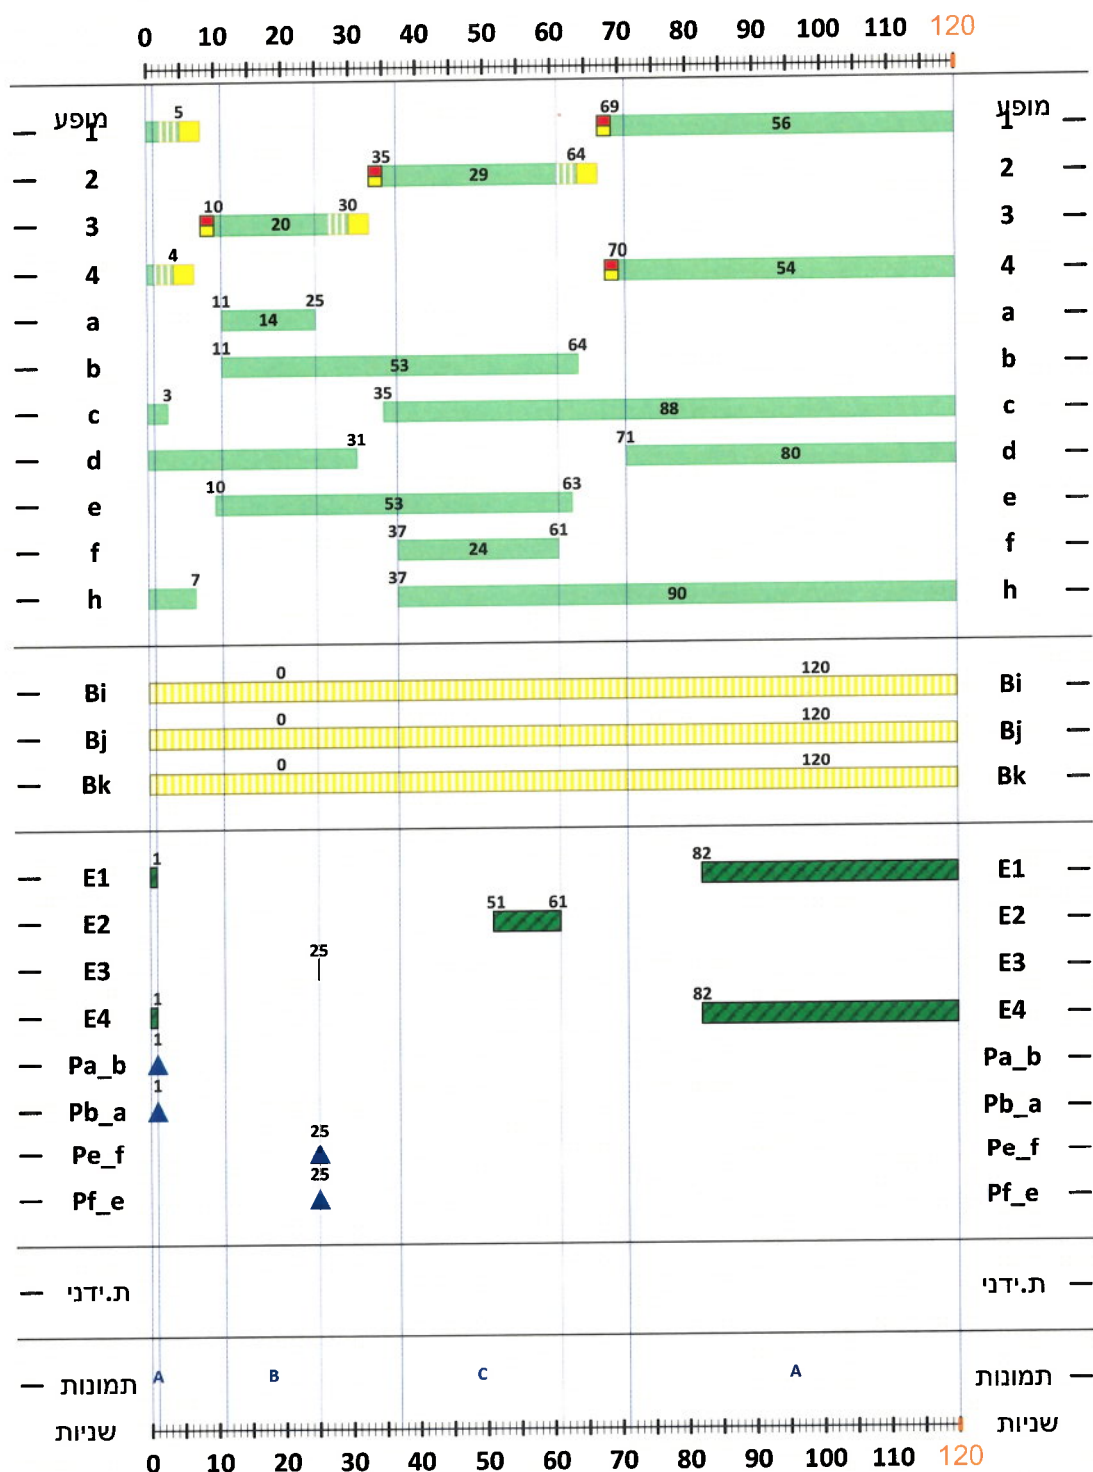 0 10 20 30 40 50 60 70 80 90 100 110 120
מופע מופע
1 5 69 56 1
2 35 29 64 2
3 10 20 30 3
4 4 70 54 4
a 11 14 25 a
b 11 53 64 b
c 3 35 88 c
d 31 71 80 d
e 10 53 63 e
f 37 24 61 f
h 7 37 90 h
Bi 0 120 Bi
Bj 0 120 Bj
Bk 0 120 Bk
E1 1 82 E1
E2 51 61 E2
E3 25 E3
E4 1 82 E4
Pa_b 1 Pa_b
Pb_a 1 Pb_a
Pe_f 25 Pe_f
Pf_e 25 Pf_e
ת.ידני ת.ידני
תמונות A B C A תמונות
שניות שניות
0 10 20 30 40 50 60 70 80 90 100 110 120